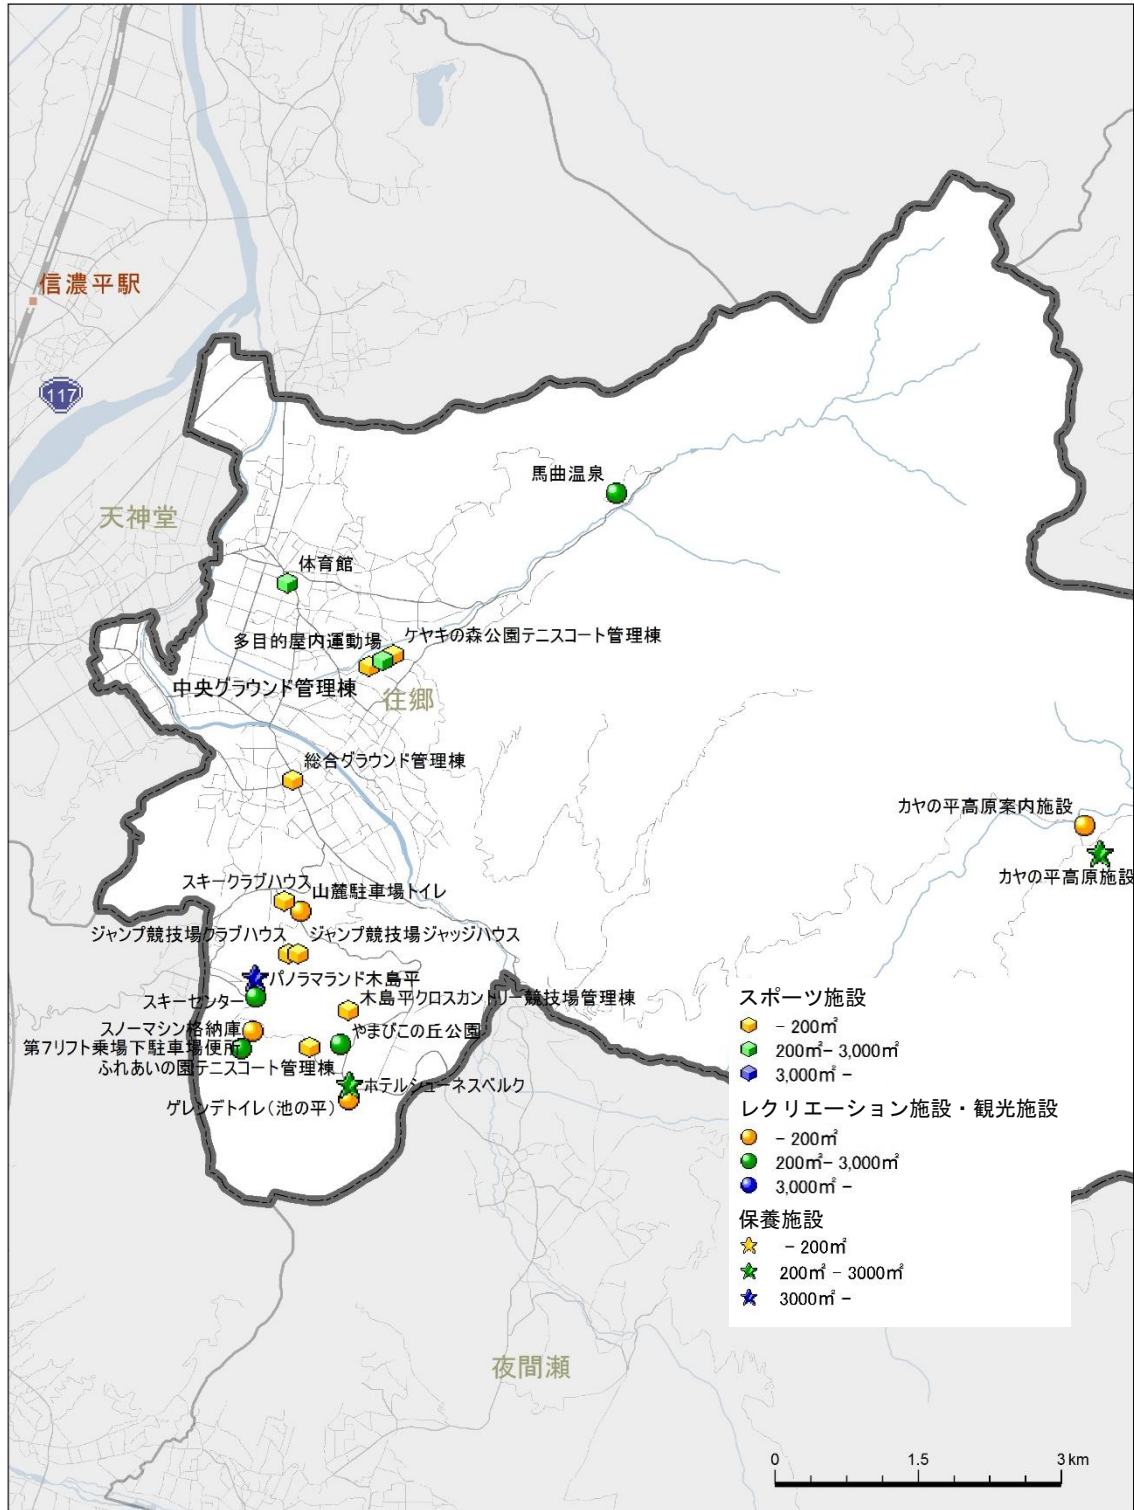 信濃平駅
117
馬曲温泉
天神堂
体育館
多目的屋内運動場
ケヤキの森公園テニスコート管理棟
中央グラウンド管理棟
往郷
総合グラウンド管理棟
カヤの平高原案内施設
カヤの平高原施設
スキークラブハウス
山麓駐車場トイレ
ジャンプ競技場クラブハウス
ジャンプ競技場ジャッジハウス
パノラマランド木島平
スキーセンター
木島平クロスカントリー競技場管理棟
スノーマシン格納庫
やまびこの丘公園
第7リフト乗場下駐車場便所
ふれあいの園テニスコート管理棟
ホテルシューネスベルク
ゲレンデトイレ(池の平)
スポーツ施設
- 200㎡
200㎡- 3,000㎡
3,000㎡ -
レクリエーション施設・観光施設
- 200㎡
200㎡- 3,000㎡
3,000㎡ -
保養施設
- 200㎡
200㎡ - 3000㎡
3000㎡ -
夜間瀬
0 1.5 3 km